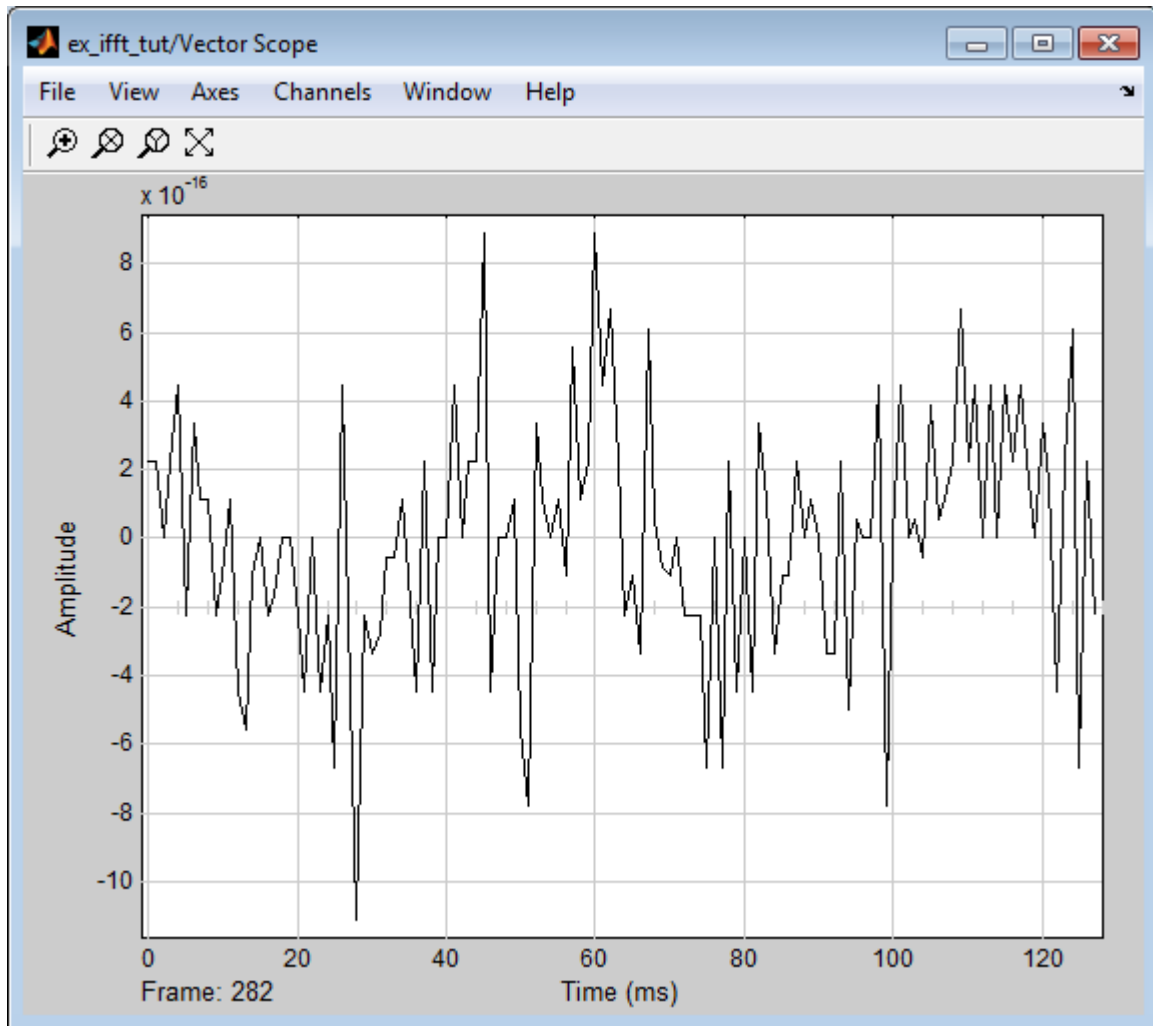 ex_ifft_tut/Vector Scope
File View Axes Channels Window Help
x 10^-16
8
6
4
2
0
-2
-4
-6
-8
-10
Amplitude
0 20 40 60 80 100 120
Frame: 282 Time (ms)